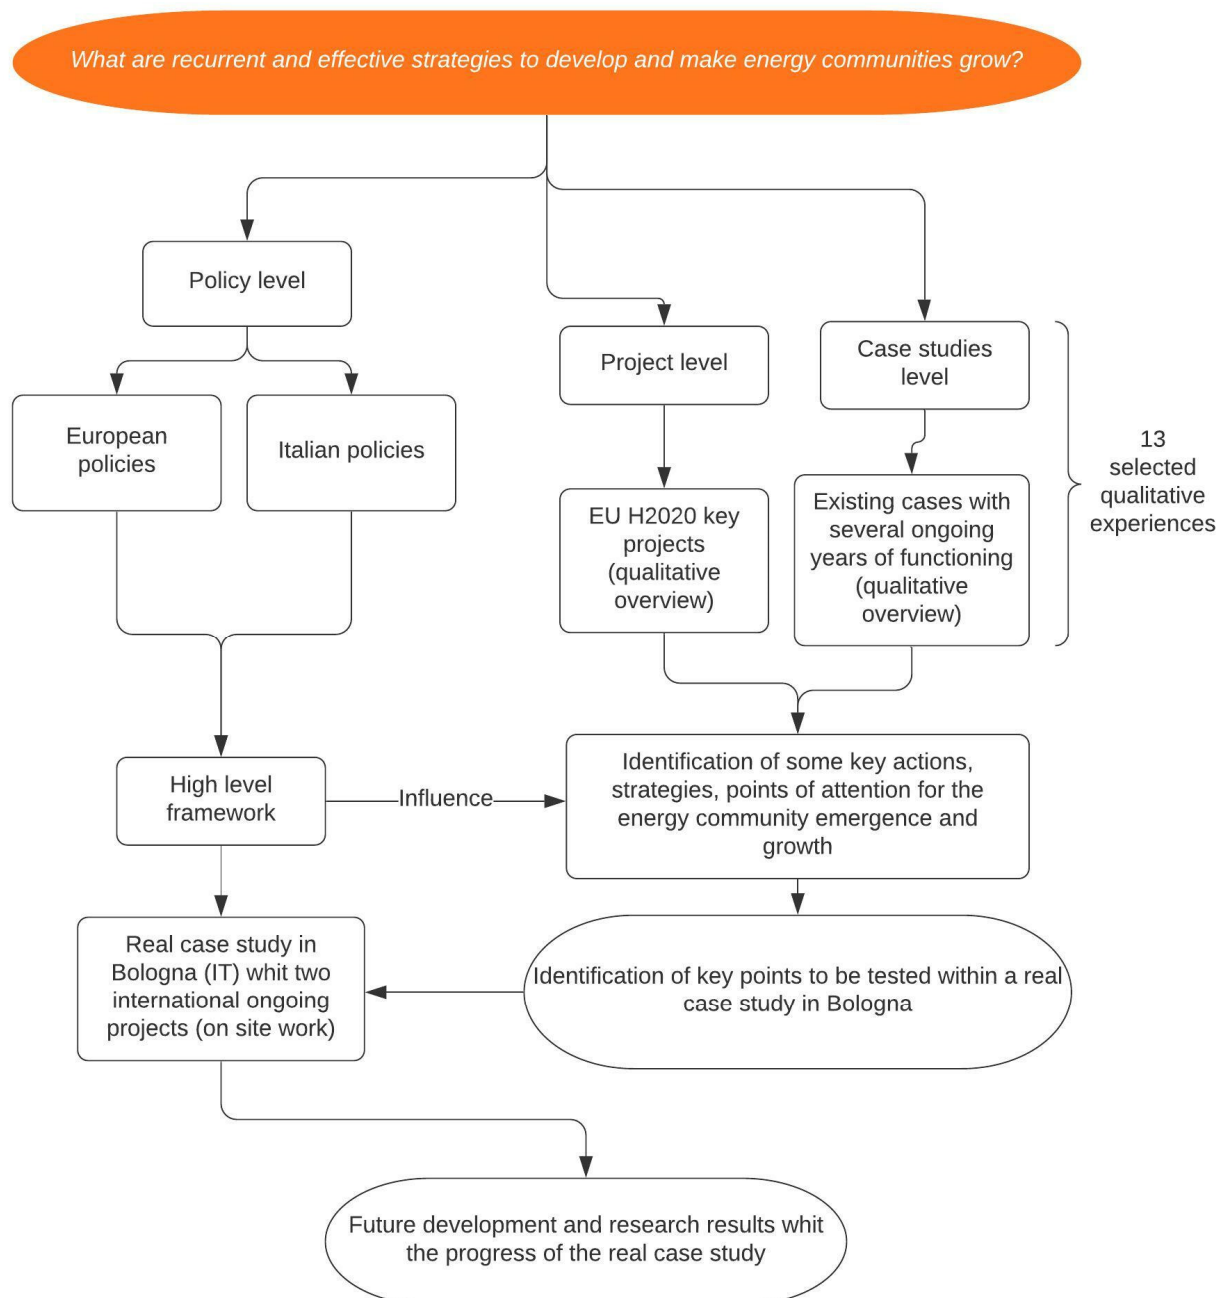 What are recurrent and effective strategies to develop and make energy communities grow?
Policy level
Project level
Case studies
level
European
policies
Italian policies
13
selected
qualitative
experiences
EU H2020 key
projects
(qualitative
overview)
Existing cases with
several ongoing
years of functioning
(qualitative
overview)
High level
framework
Influence
Identification of some key actions,
strategies, points of attention for the
energy community emergence and
growth
Real case study in
Bologna (IT) whit two
international ongoing
projects (on site work)
Identification of key points to be tested within a real
case study in Bologna
Future development and research results whit
the progress of the real case study